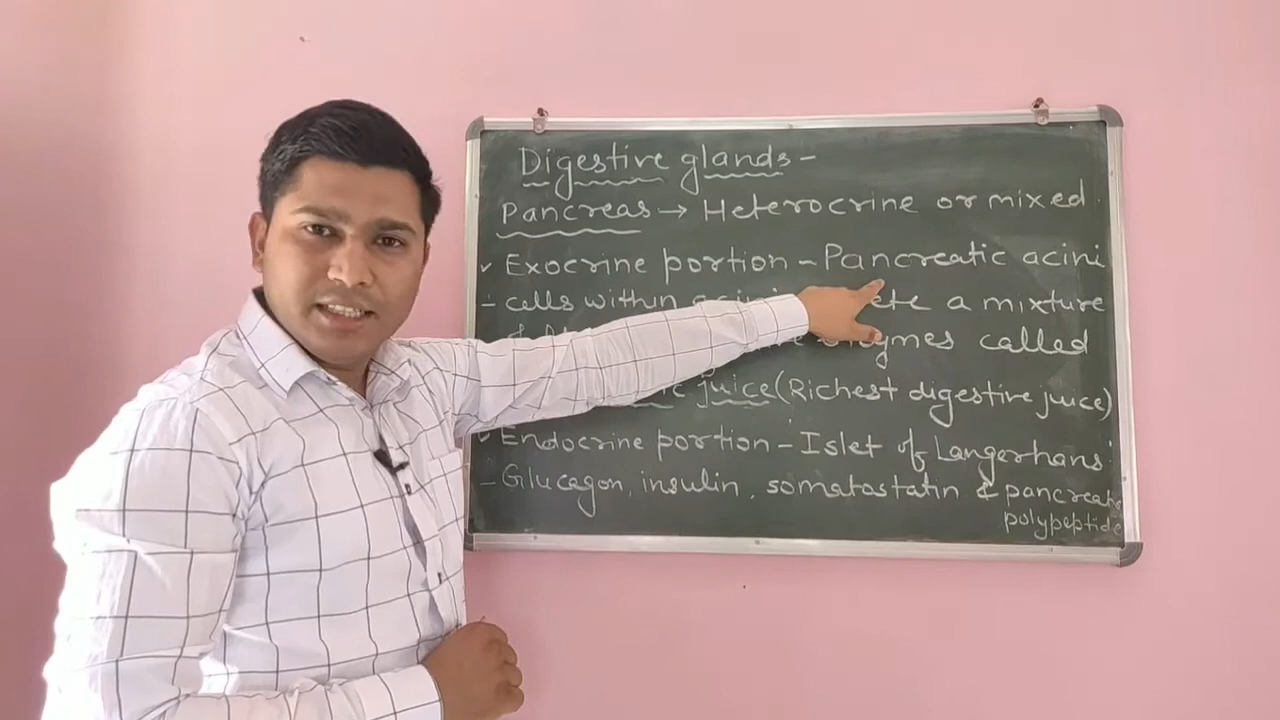 Digestive glands -
Pancreas → Heterocrine or mixed
✓ Exocrine portion - Pancreatic acini
- cells within a mixture
enzymes called
juice (Richest digestive juice)
✓ Endocrine portion - Islet of Langerhans
- Glucagon, insulin, somatostatin & pancreatic
polypeptide